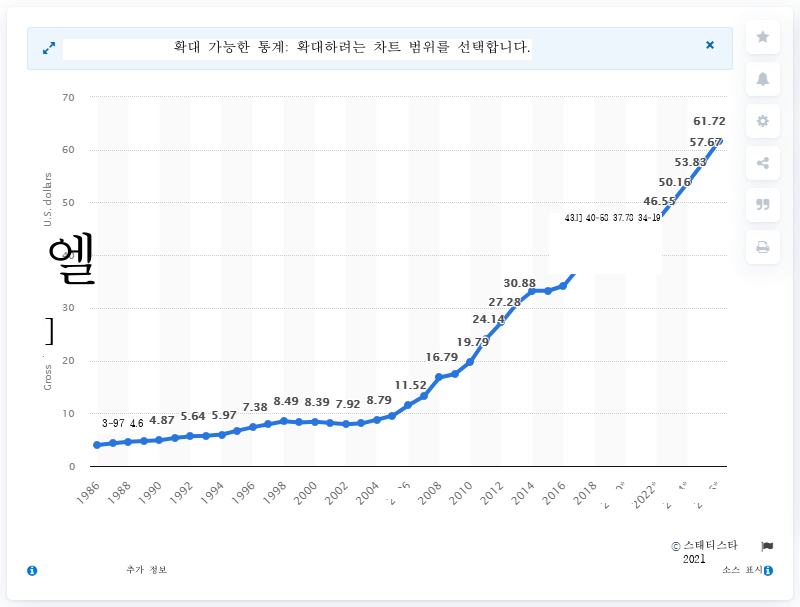 확대 가능한 통계: 확대하려는 차트 범위를 선택합니다.
70
60
50
30
20
10
0
U.S. dollars
엘
]
Gross
3-97 4.6 4.87 5.64 5.97 7.38 8.49 8.39 7.92 8.79 11.52 16.79 19.79 24.14 27.28 30.88
46.55 50.16 53.83 57.67 61.72
1986 1988 1990 1992 1994 1996 1998 2000 2002 2004 2008 2010 2012 2014 2016 2018 2022*
© 스태티스타
2021
추가 정보
소스 표시